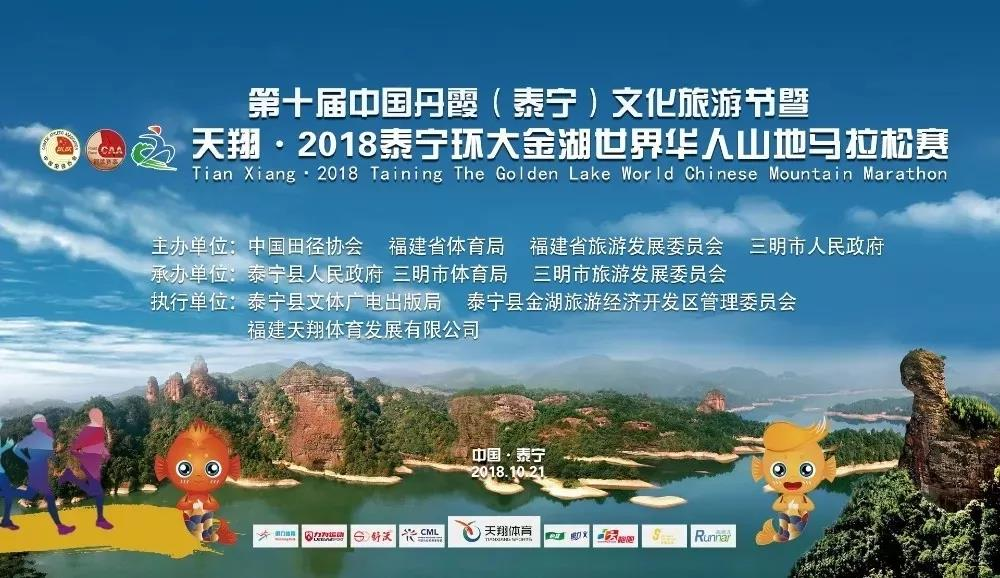 第十届中国丹霞（泰宁）文化旅游节暨
天翔·2018泰宁环大金湖世界华人山地马拉松赛
Tian Xiang·2018 Taining The Golden Lake World Chinese Mountain Marathon
CAA
主办单位：中国田径协会 福建省体育局 福建省旅游发展委员会 三明市人民政府
承办单位：泰宁县人民政府 三明市体育局 三明市旅游发展委员会
执行单位：泰宁县文体广电出版局 泰宁县金湖旅游经济开发区管理委员会
福建天翔体育发展有限公司
中国·泰宁
2018.10.21
舒沃
CML
天翔体育
TIANXIANG SPORTS
Runnar